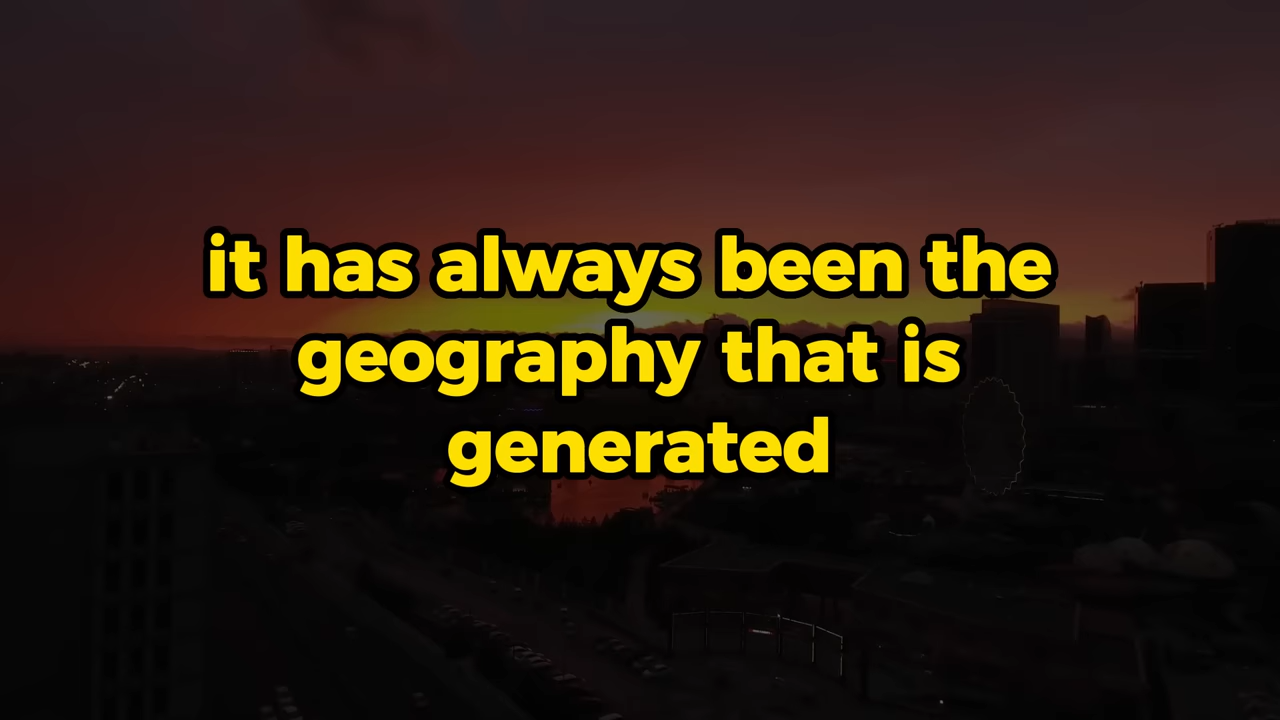 it has always been the
geography that is
generated